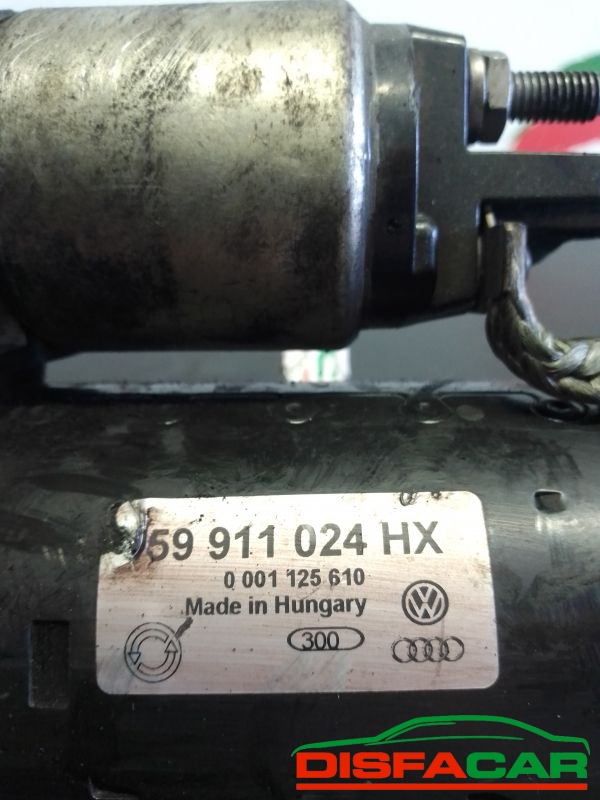 59 911 024 HX
0 001 125 610
Made in Hungary
300
DISFACAR